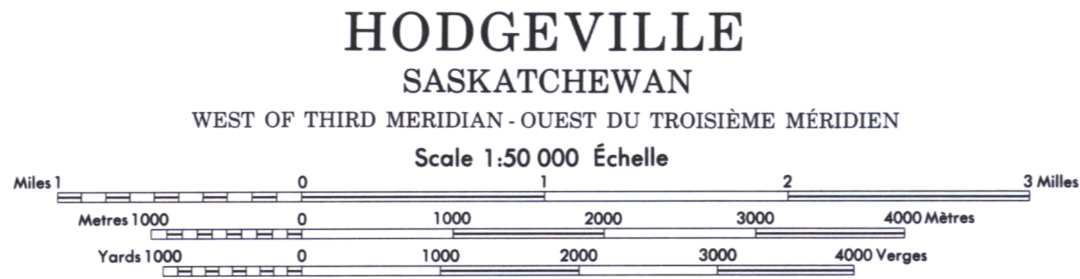 HODGEVILLE
SASKATCHEWAN
WEST OF THIRD MERIDIAN - OUEST DU TROISIÈME MÉRIDIEN
Scale 1:50 000 Échelle
Miles 1 0 1 2 3 Milles
Metres 1000 0 1000 2000 3000 4000 Mètres
Yards 1000 0 1000 2000 3000 4000 Verges